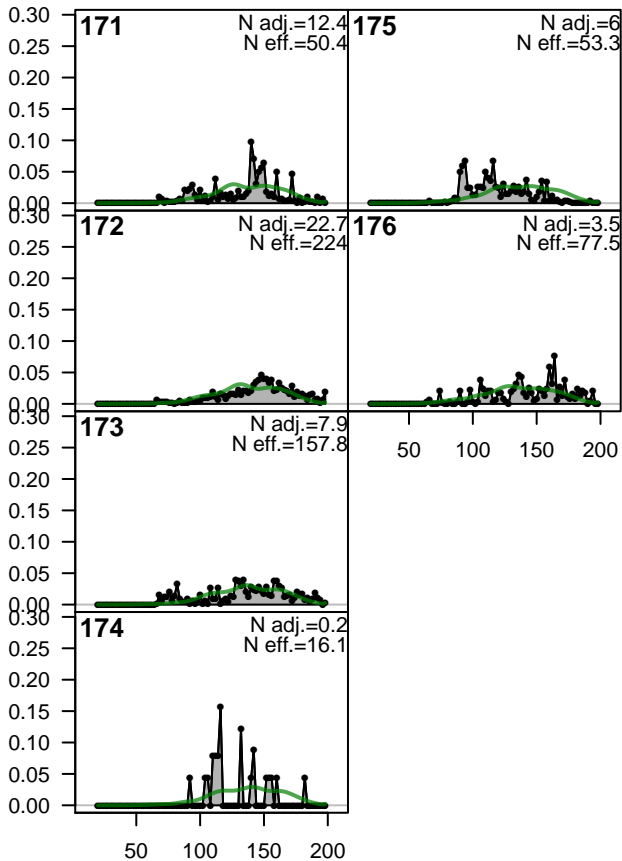 0.30
0.25
0.20
0.15
0.10
0.05
0.00
171
N adj.=12.4
N eff.=50.4
175
N adj.=6
N eff.=53.3
0.30
0.25
0.20
0.15
0.10
0.05
0.00
172
N adj.=22.7
N eff.=224
176
N adj.=3.5
N eff.=77.5
50 100 150 200
0.30
0.25
0.20
0.15
0.10
0.05
0.00
173
N adj.=7.9
N eff.=157.8
0.30
0.25
0.20
0.15
0.10
0.05
0.00
174
N adj.=0.2
N eff.=16.1
50 100 150 200